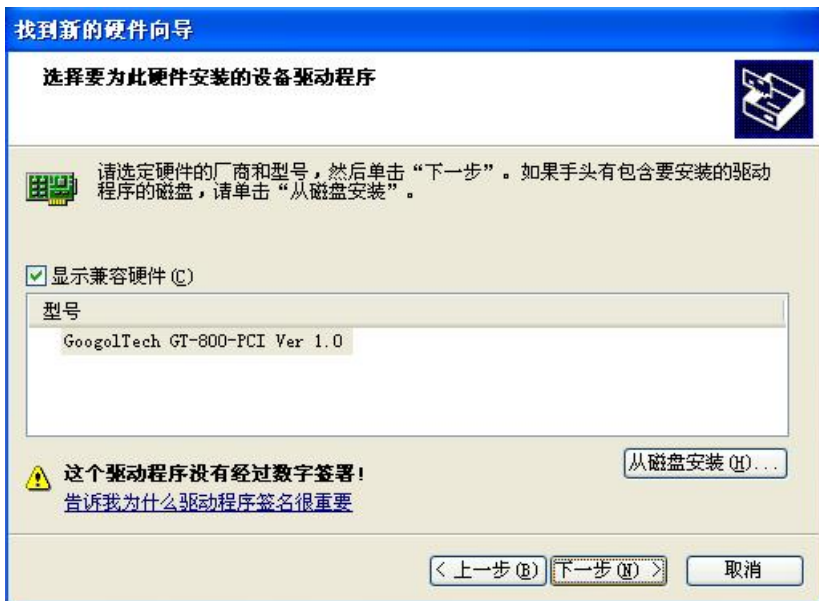 找到新的硬件向导
选择要为此硬件安装的设备驱动程序
请选定硬件的厂商和型号，然后单击“下一步”。如果手头有包含要安装的驱动
程序的磁盘，请单击“从磁盘安装”。
显示兼容硬件(C)
型号
GoogolTech GT-800-PCI Ver 1.0
这个驱动程序没有经过数字签署!
告诉我为什么驱动程序签名很重要
从磁盘安装(H)...
< 上一步(B)
下一步(N) >
取消